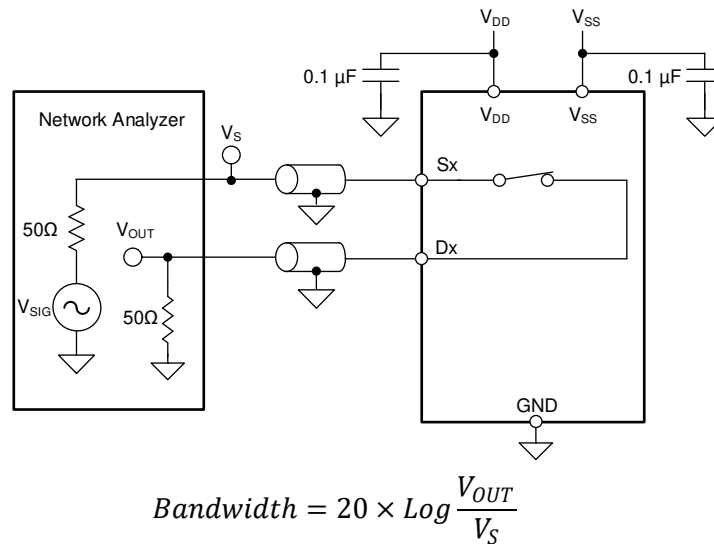 V_DD V_SS
0.1 µF 0.1 µF
Network Analyzer
V_DD V_SS
V_S
Sx
50Ω
V_OUT
Dx
V_SIG
50Ω
GND
Bandwidth = 20 × Log V_OUT / V_S